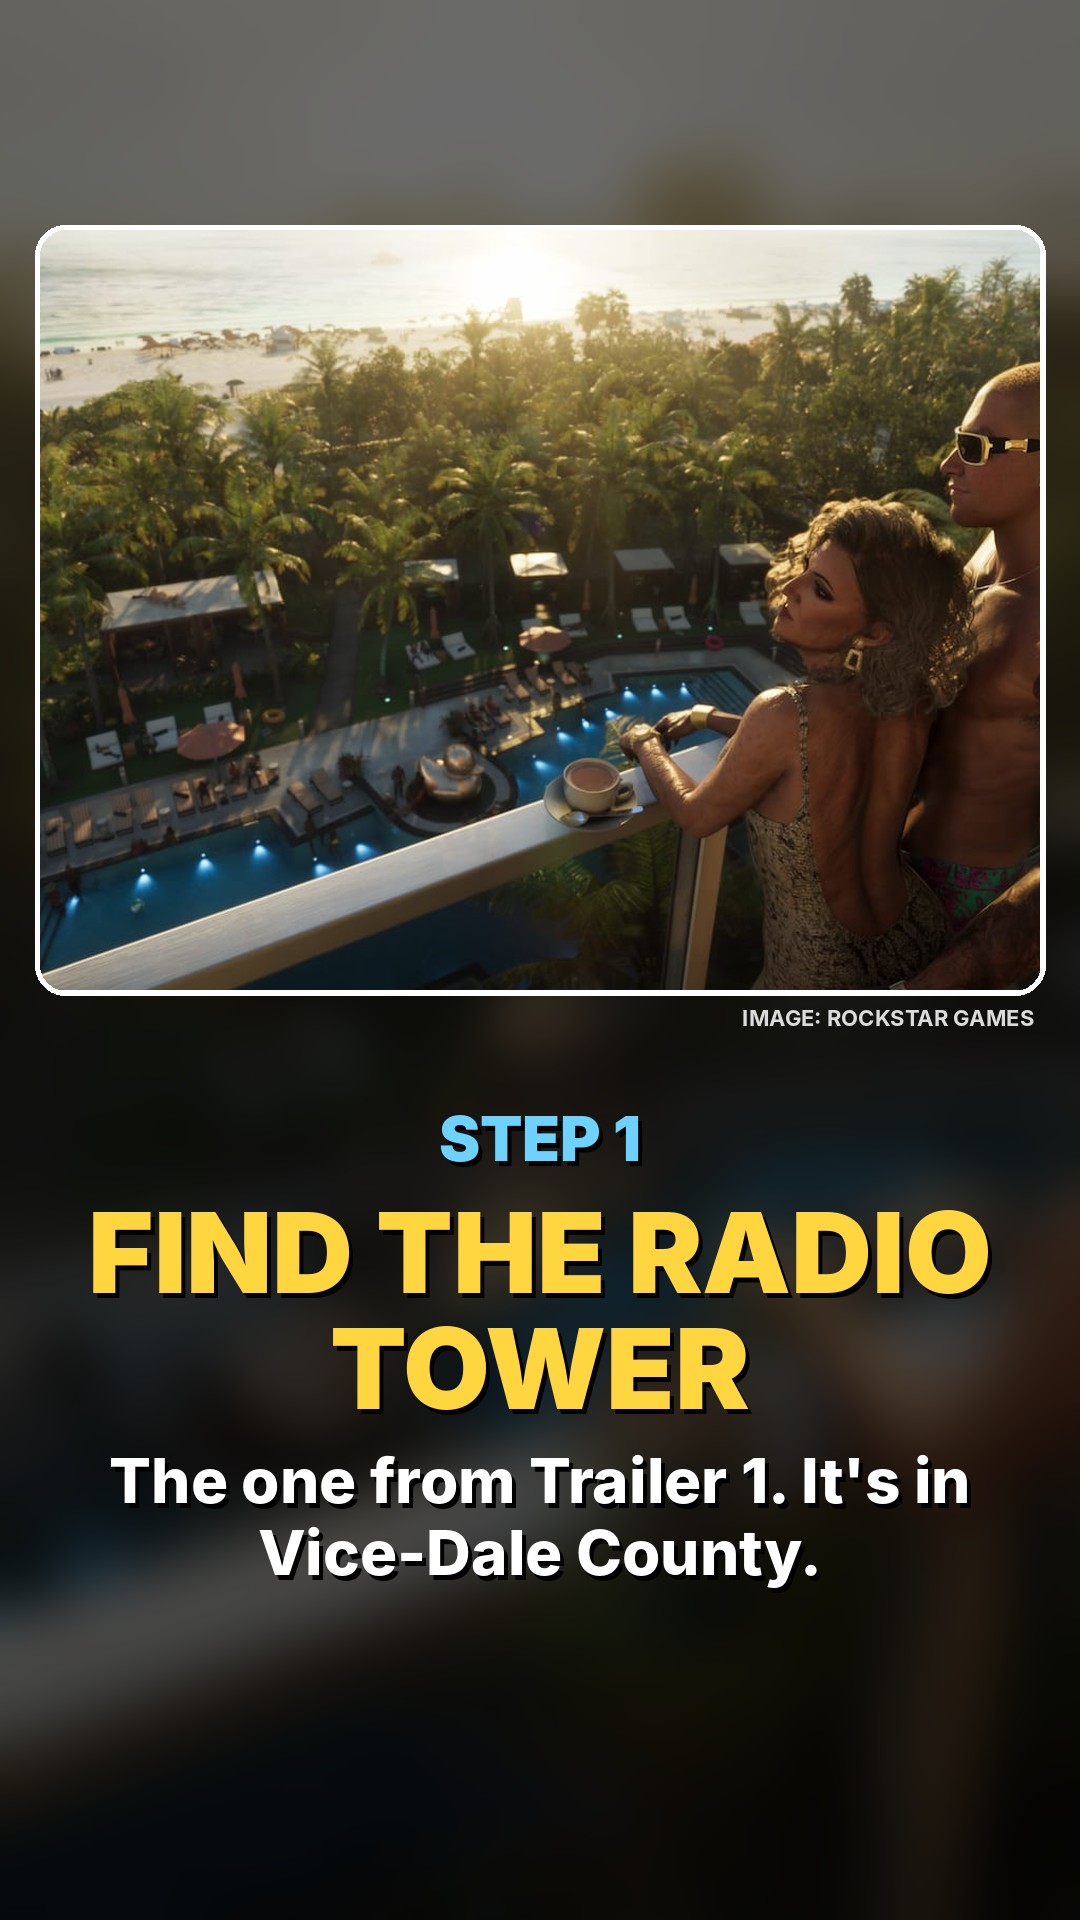 IMAGE: ROCKSTAR GAMES
STEP 1
FIND THE RADIO
TOWER
The one from Trailer 1. It's in
Vice-Dale County.